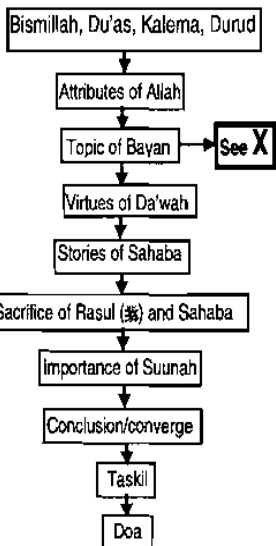 Bismillah, Du'as, Kalema, Durud
Attributes of Allah
Topic of Bayan
See X
Virtues of Da'wah
Stories of Sahaba
Sacrifice of Rasul (ﷺ) and Sahaba
Importance of Suunah
Conclusion/converge
Taskil
Doa